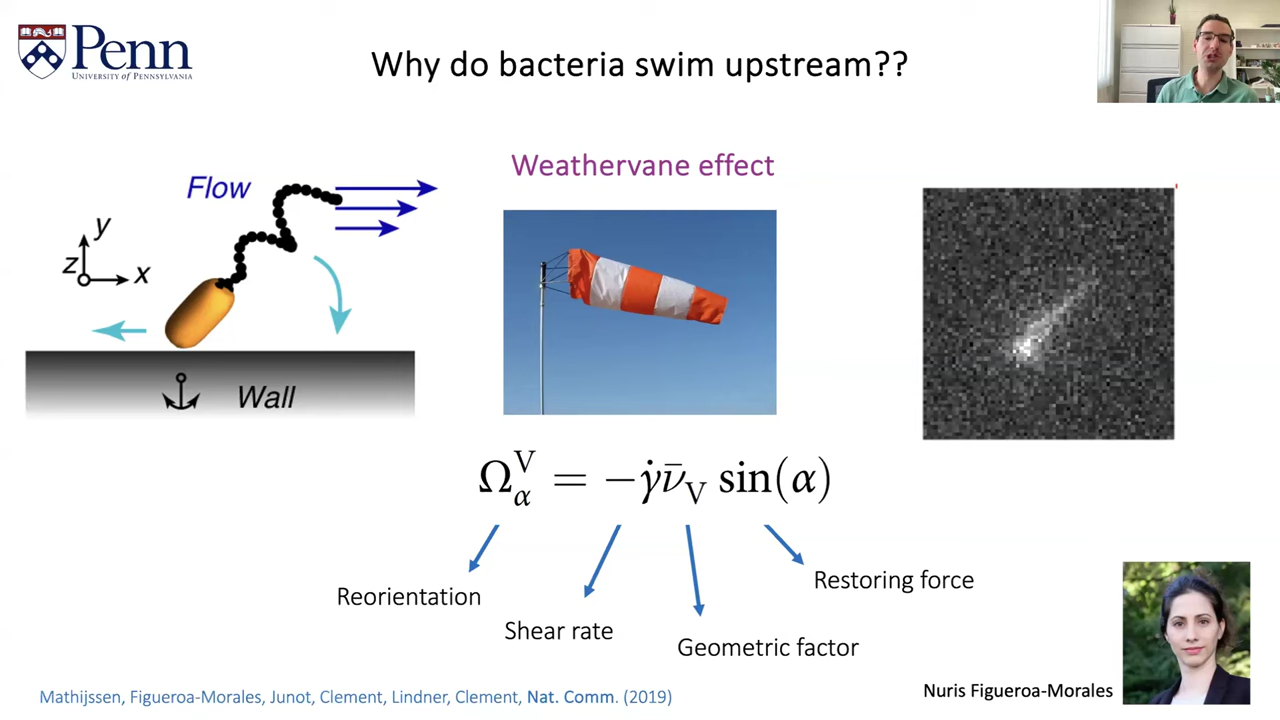 Penn
UNIVERSITY of PENNSYLVANIA
Why do bacteria swim upstream??
Weathervane effect
Flow
y
z
x
Wall
Ω_α^V = −γ̇ν̄_V sin(α)
Reorientation
Shear rate
Geometric factor
Restoring force
Mathijssen, Figueroa-Morales, Junot, Clement, Lindner, Clement, Nat. Comm. (2019)
Nuris Figueroa-Morales